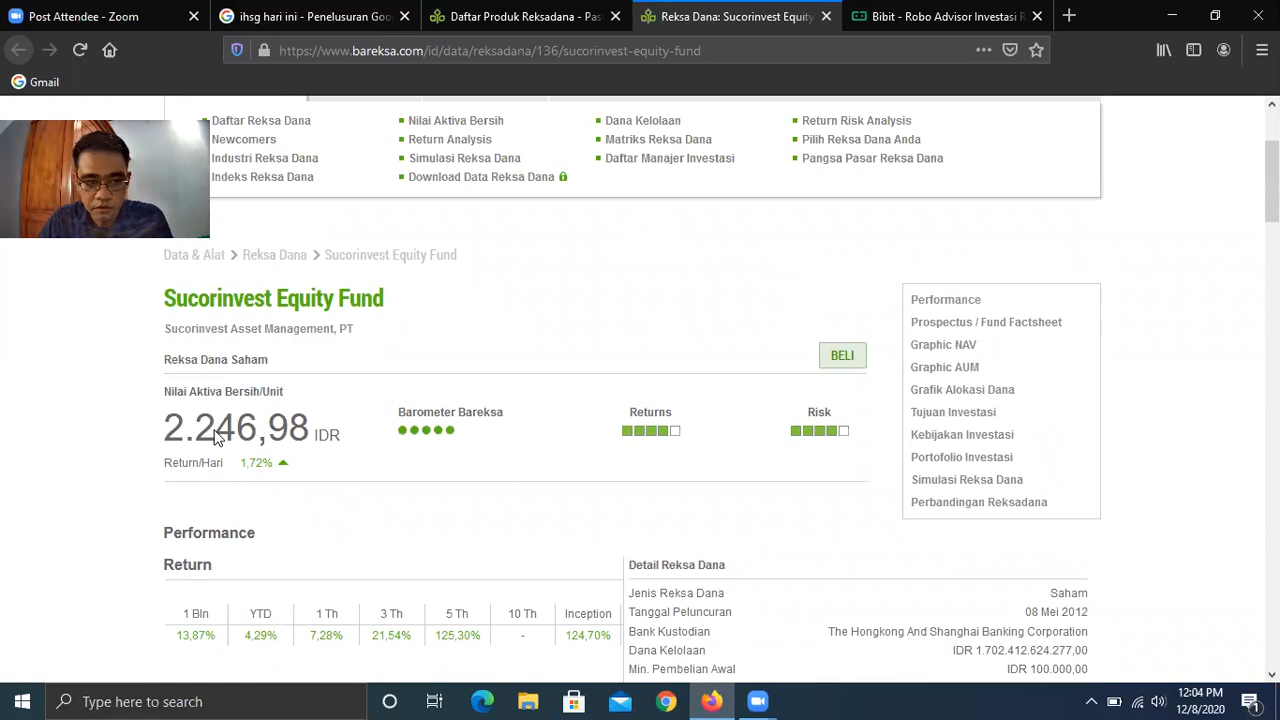 Post Attendee - Zoom
ihsg hari ini - Penelusuran Goo
Daftar Produk Reksadana - Pas
Reksa Dana: Sucorinvest Equity
Bibit - Robo Advisor Investasi R
https://www.bareksa.com/id/data/reksadana/136/sucorinvest-equity-fund
Gmail
Daftar Reksa Dana Nilai Aktiva Bersih Dana Kelolaan Return Risk Analysis
Newcomers Return Analysis Matriks Reksa Dana Pilih Reksa Dana Anda
Industri Reksa Dana Simulasi Reksa Dana Daftar Manajer Investasi Pangsa Pasar Reksa Dana
Indeks Reksa Dana Download Data Reksa Dana
Data & Alat > Reksa Dana > Sucorinvest Equity Fund
Sucorinvest Equity Fund
Sucorinvest Asset Management, PT
Reksa Dana Saham
BELI
Nilai Aktiva Bersih/Unit
2.246,98 IDR
Return/Hari 1,72%
Barometer Bareksa
Returns
Risk
Performance
Prospectus / Fund Factsheet
Graphic NAV
Graphic AUM
Grafik Alokasi Dana
Tujuan Investasi
Kebijakan Investasi
Portofolio Investasi
Simulasi Reksa Dana
Perbandingan Reksadana
Performance
Return
1 Bln YTD 1 Th 3 Th 5 Th 10 Th Inception
13,87% 4,29% 7,28% 21,54% 125,30% - 124,70%
Detail Reksa Dana
Jenis Reksa Dana Saham
Tanggal Peluncuran 08 Mei 2012
Bank Kustodian The Hongkong And Shanghai Banking Corporation
Dana Kelolaan IDR 1.702.412.624.277,00
Min. Pembelian Awal IDR 100.000,00
Type here to search
12:04 PM
12/8/2020
1